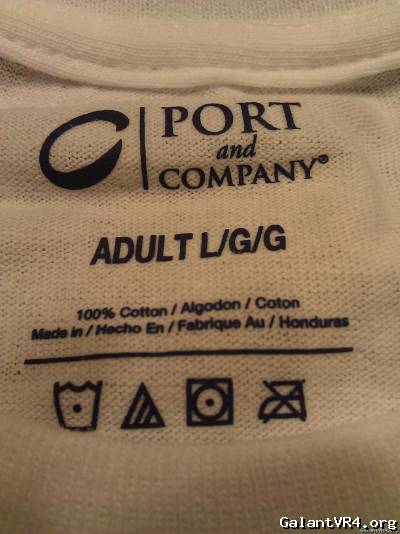 PORT
and
COMPANY®
ADULT L/G/G
100% Cotton / Algodon / Coton
Made in / Hecho En / Fabrique Au / Honduras
GalantVR4.org